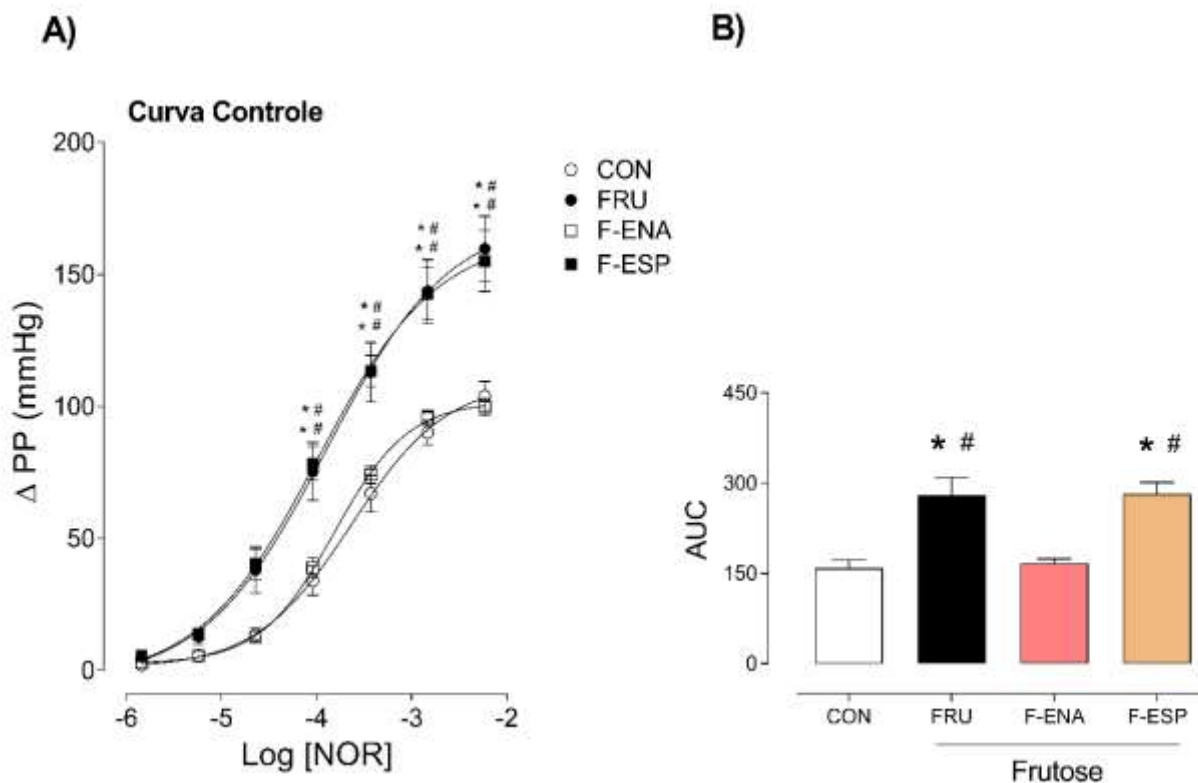 A)
Curva Controle
200
150
100
50
0
Δ PP (mmHg)
-6 -5 -4 -3 -2
Log [NOR]
CON
FRU
F-ENA
F-ESP
* #
* #
* #
* #
* #
* #
* #
* #
B)
450
300
150
0
AUC
* # * #
CON FRU F-ENA F-ESP
Frutose